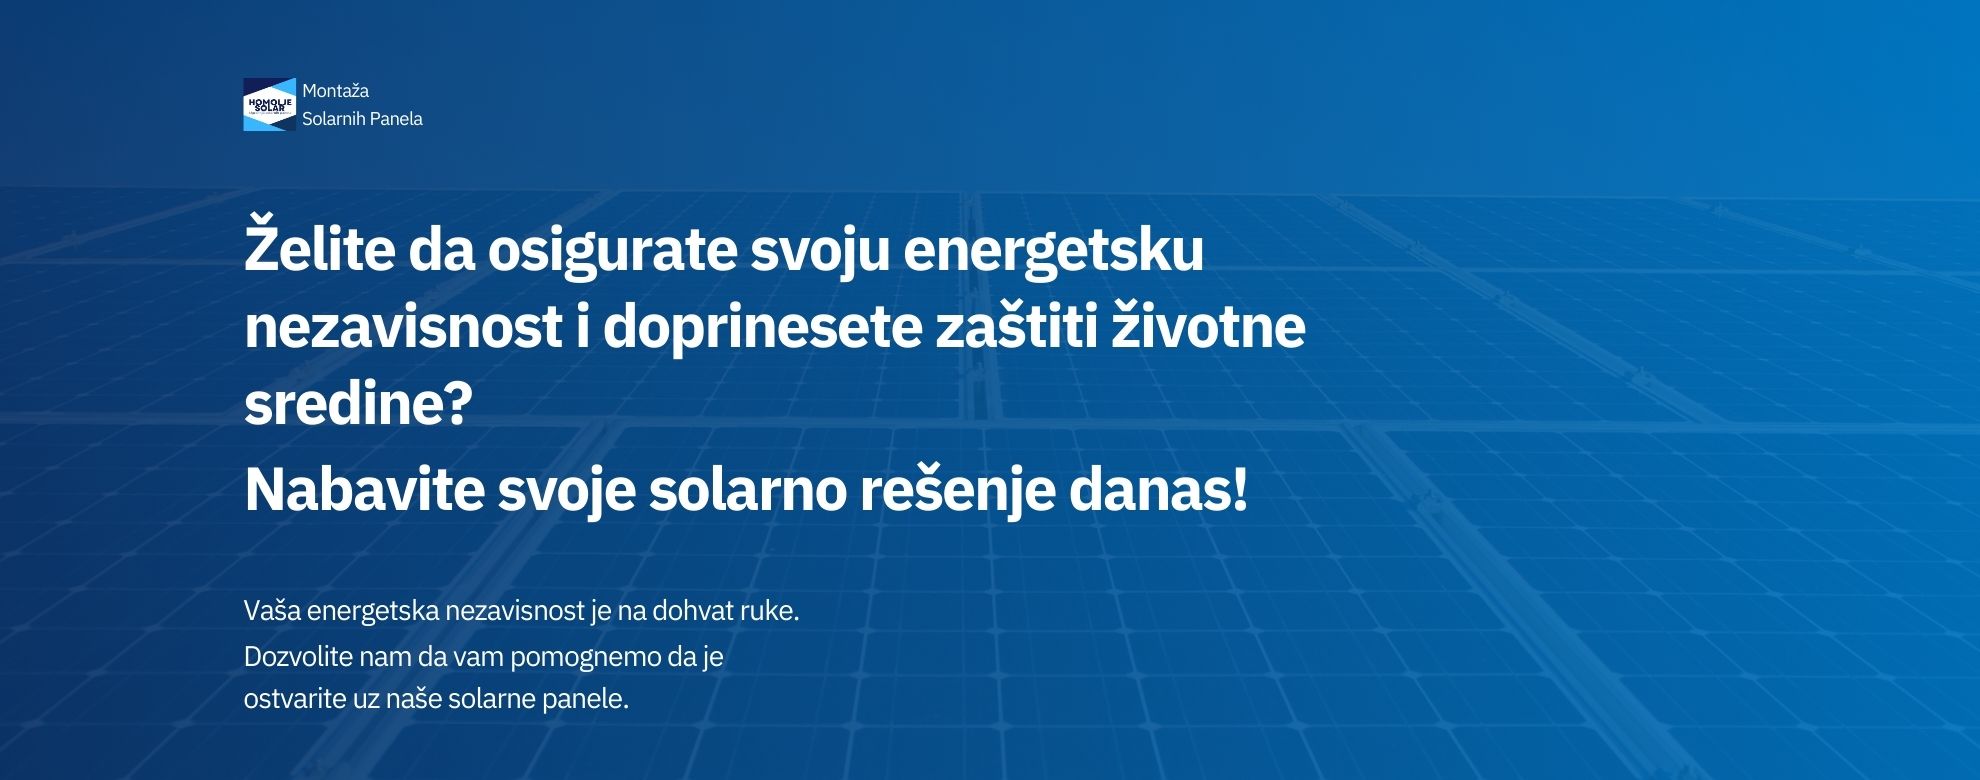 HOMOLJE
SOLAR
Montaža
Solarnih Panela
Želite da osigurate svoju energetsku
nezavisnost i doprinesete zaštiti životne
sredine?
Nabavite svoje solarno rešenje danas!
Vaša energetska nezavisnost je na dohvat ruke.
Dozvolite nam da vam pomognemo da je
ostvarite uz naše solarne panele.